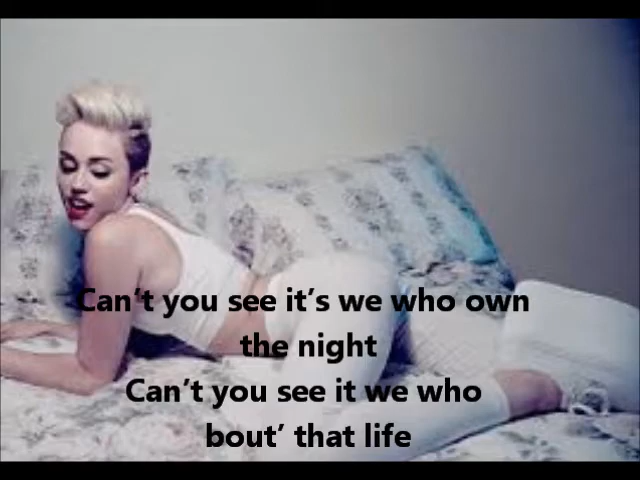 Can't you see it's we who own
the night
Can't you see it we who
bout' that life